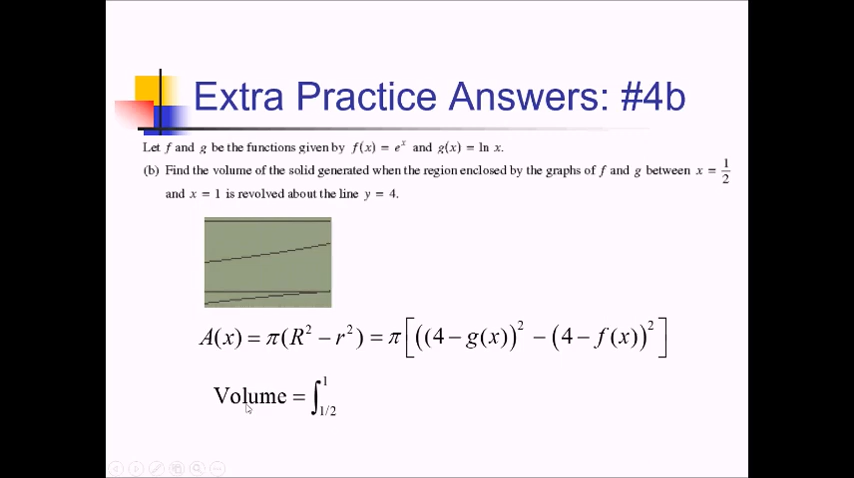 Extra Practice Answers: #4b
Let f and g be the functions given by f(x) = eˣ and g(x) = ln x.
(b) Find the volume of the solid generated when the region enclosed by the graphs of f and g between x = 1/2
and x = 1 is revolved about the line y = 4.
A(x) = π(R² − r²) = π[((4 − g(x))² − (4 − f(x))²]
Volume = ∫_{1/2}^{1}